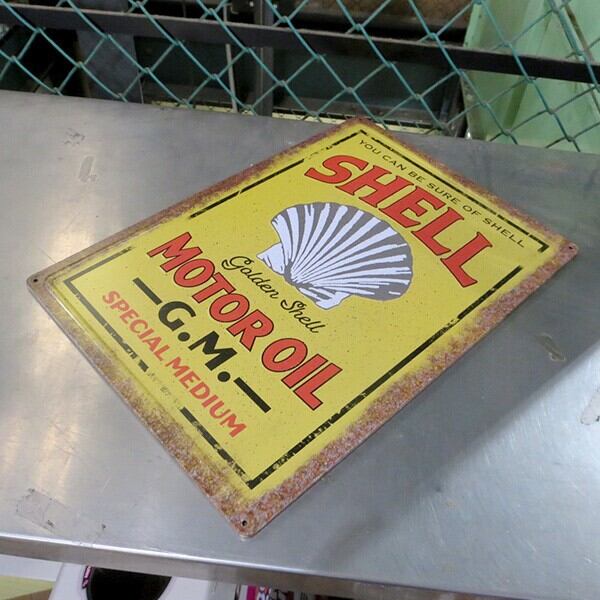 YOU CAN BE SURE OF SHELL
SHELL
Golden Shell
MOTOR OIL
G.M.
SPECIAL MEDIUM